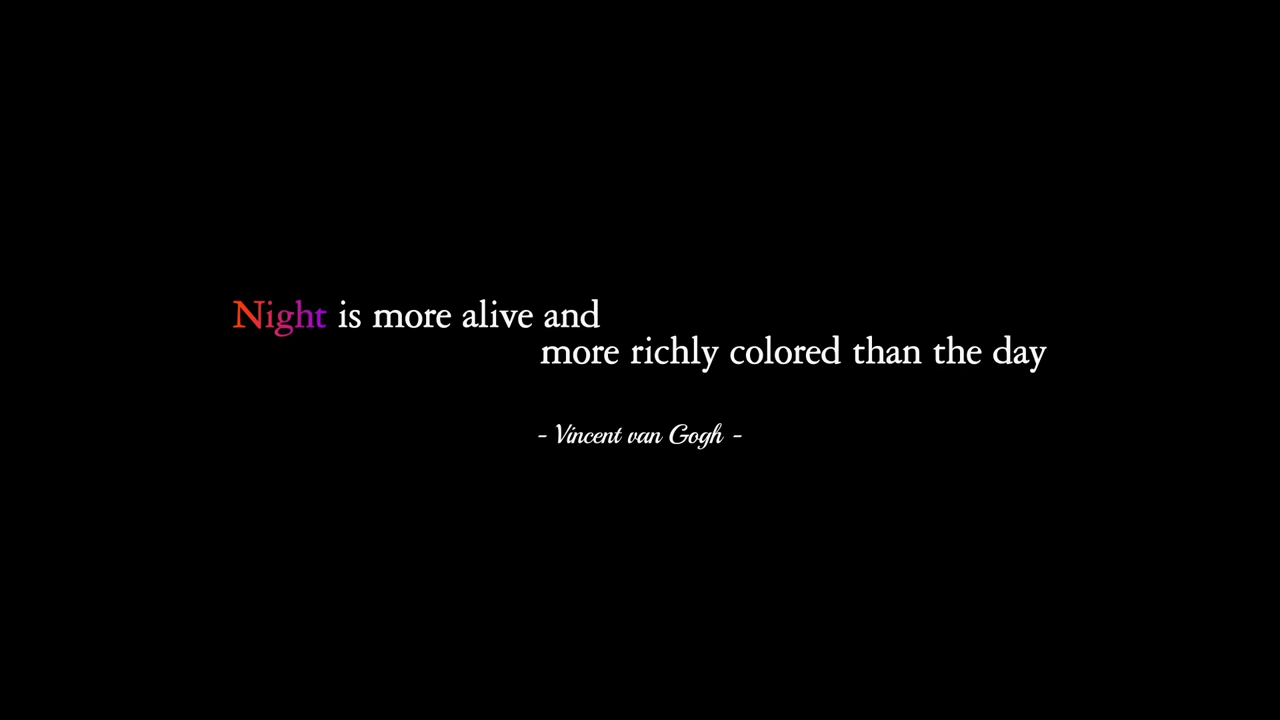 Night is more alive and
more richly colored than the day
- Vincent van Gogh -